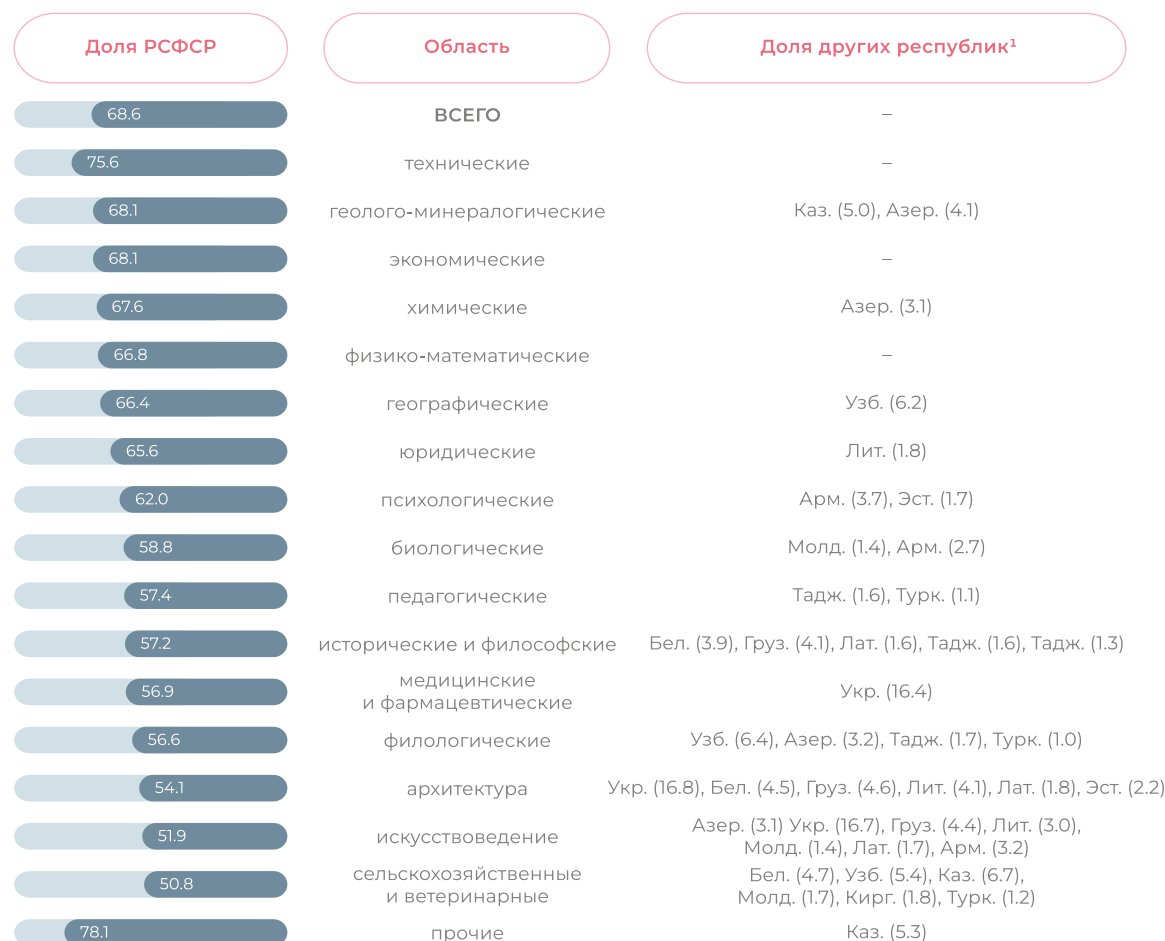 Доля РСФСР Область Доля других республик¹
68.6 ВСЕГО –
75.6 технические –
68.1 геолого-минералогические Каз. (5.0), Азер. (4.1)
68.1 экономические –
67.6 химические Азер. (3.1)
66.8 физико-математические –
66.4 географические Узб. (6.2)
65.6 юридические Лит. (1.8)
62.0 психологические Арм. (3.7), Эст. (1.7)
58.8 биологические Молд. (1.4), Арм. (2.7)
57.4 педагогические Тадж. (1.6), Турк. (1.1)
57.2 исторические и философские Бел. (3.9), Груз. (4.1), Лат. (1.6), Тадж. (1.6), Тадж. (1.3)
56.9 медицинские
и фармацевтические Укр. (16.4)
56.6 филологические Узб. (6.4), Азер. (3.2), Тадж. (1.7), Турк. (1.0)
54.1 архитектура Укр. (16.8), Бел. (4.5), Груз. (4.6), Лит. (4.1), Лат. (1.8), Эст. (2.2)
51.9 искусствоведение Азер. (3.1) Укр. (16.7), Груз. (4.4), Лит. (3.0),
Молд. (1.4), Лат. (1.7), Арм. (3.2)
50.8 сельскохозяйственные Бел. (4.7), Узб. (5.4), Каз. (6.7),
и ветеринарные Молд. (1.7), Кирг. (1.8), Турк. (1.2)
78.1 прочие Каз. (5.3)